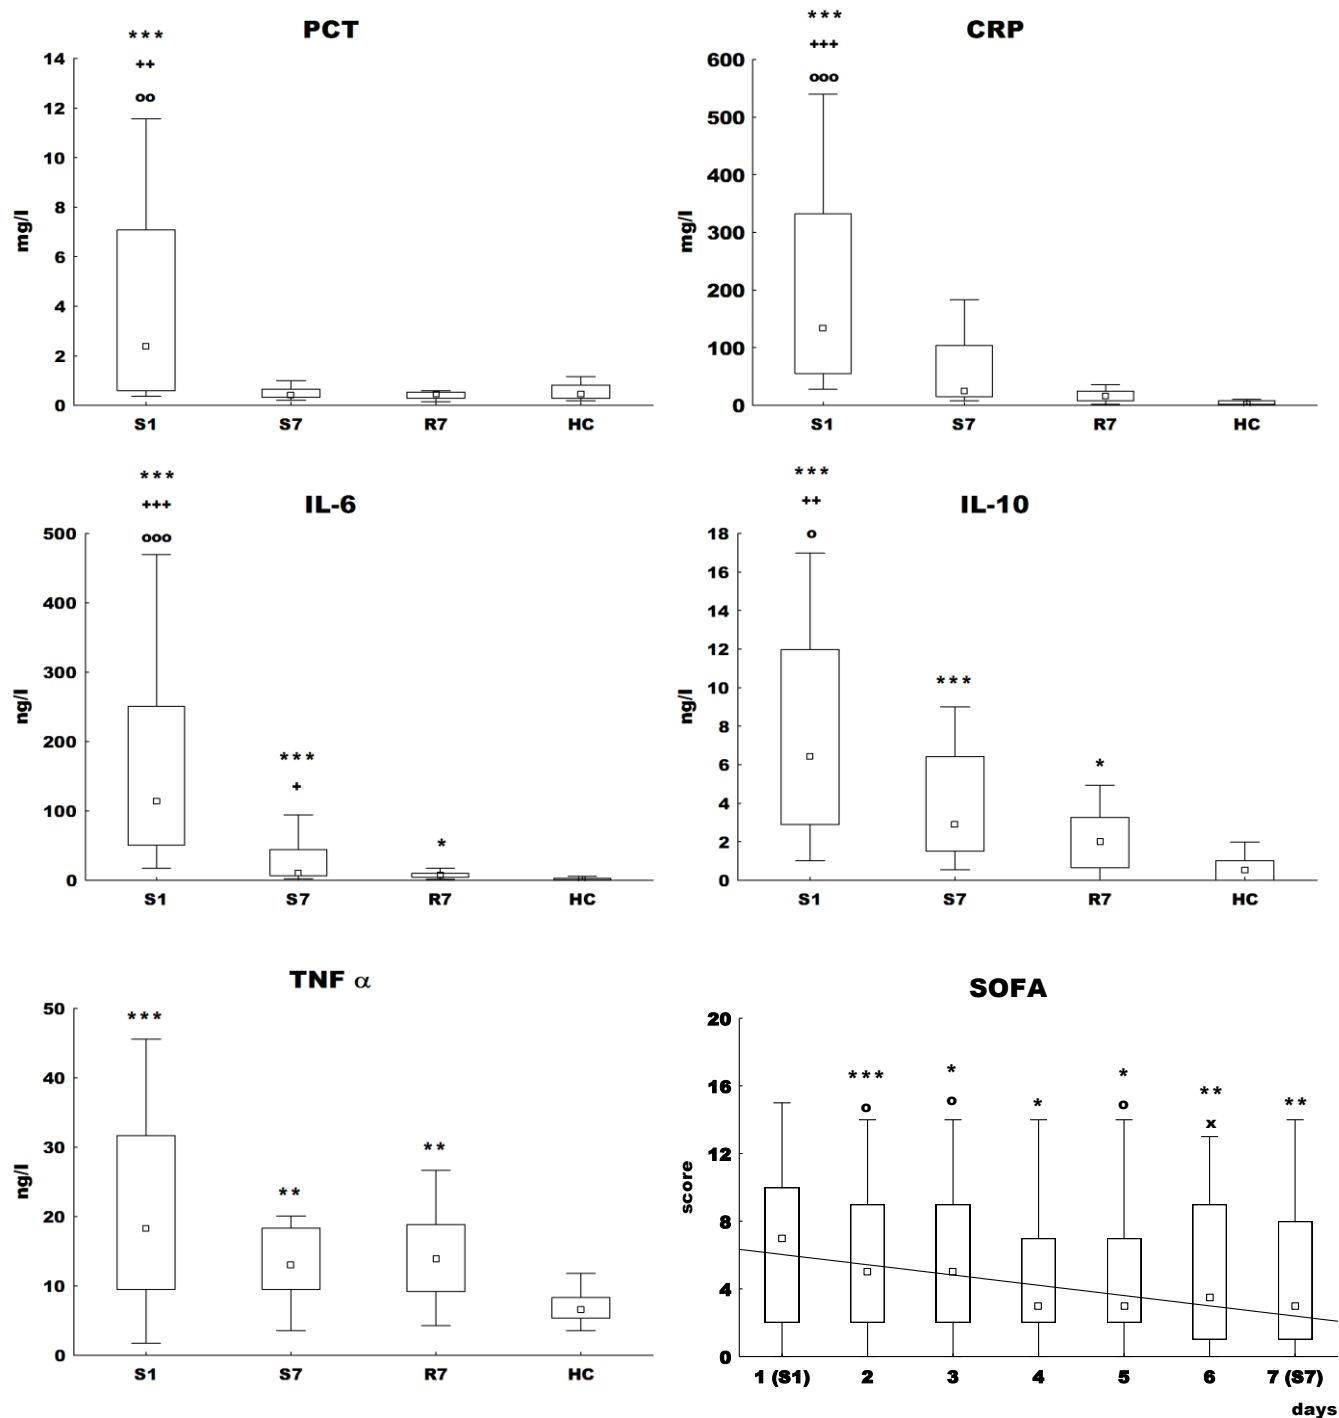 PCT
***
++
oo
mg/l
14
12
10
8
6
4
2
0
S1 S7 R7 HC
CRP
***
+++
ooo
mg/l
600
500
400
300
200
100
0
S1 S7 R7 HC
IL-6
***
+++
ooo
***
+
*
ng/l
500
400
300
200
100
0
S1 S7 R7 HC
IL-10
***
++
o
***
*
ng/l
18
16
14
12
10
8
6
4
2
0
S1 S7 R7 HC
TNF α
***
**
**
ng/l
50
40
30
20
10
0
S1 S7 R7 HC
SOFA
*** * * * ** **
o o o x
score
20
16
12
8
4
0
1 (S1) 2 3 4 5 6 7 (S7)
days